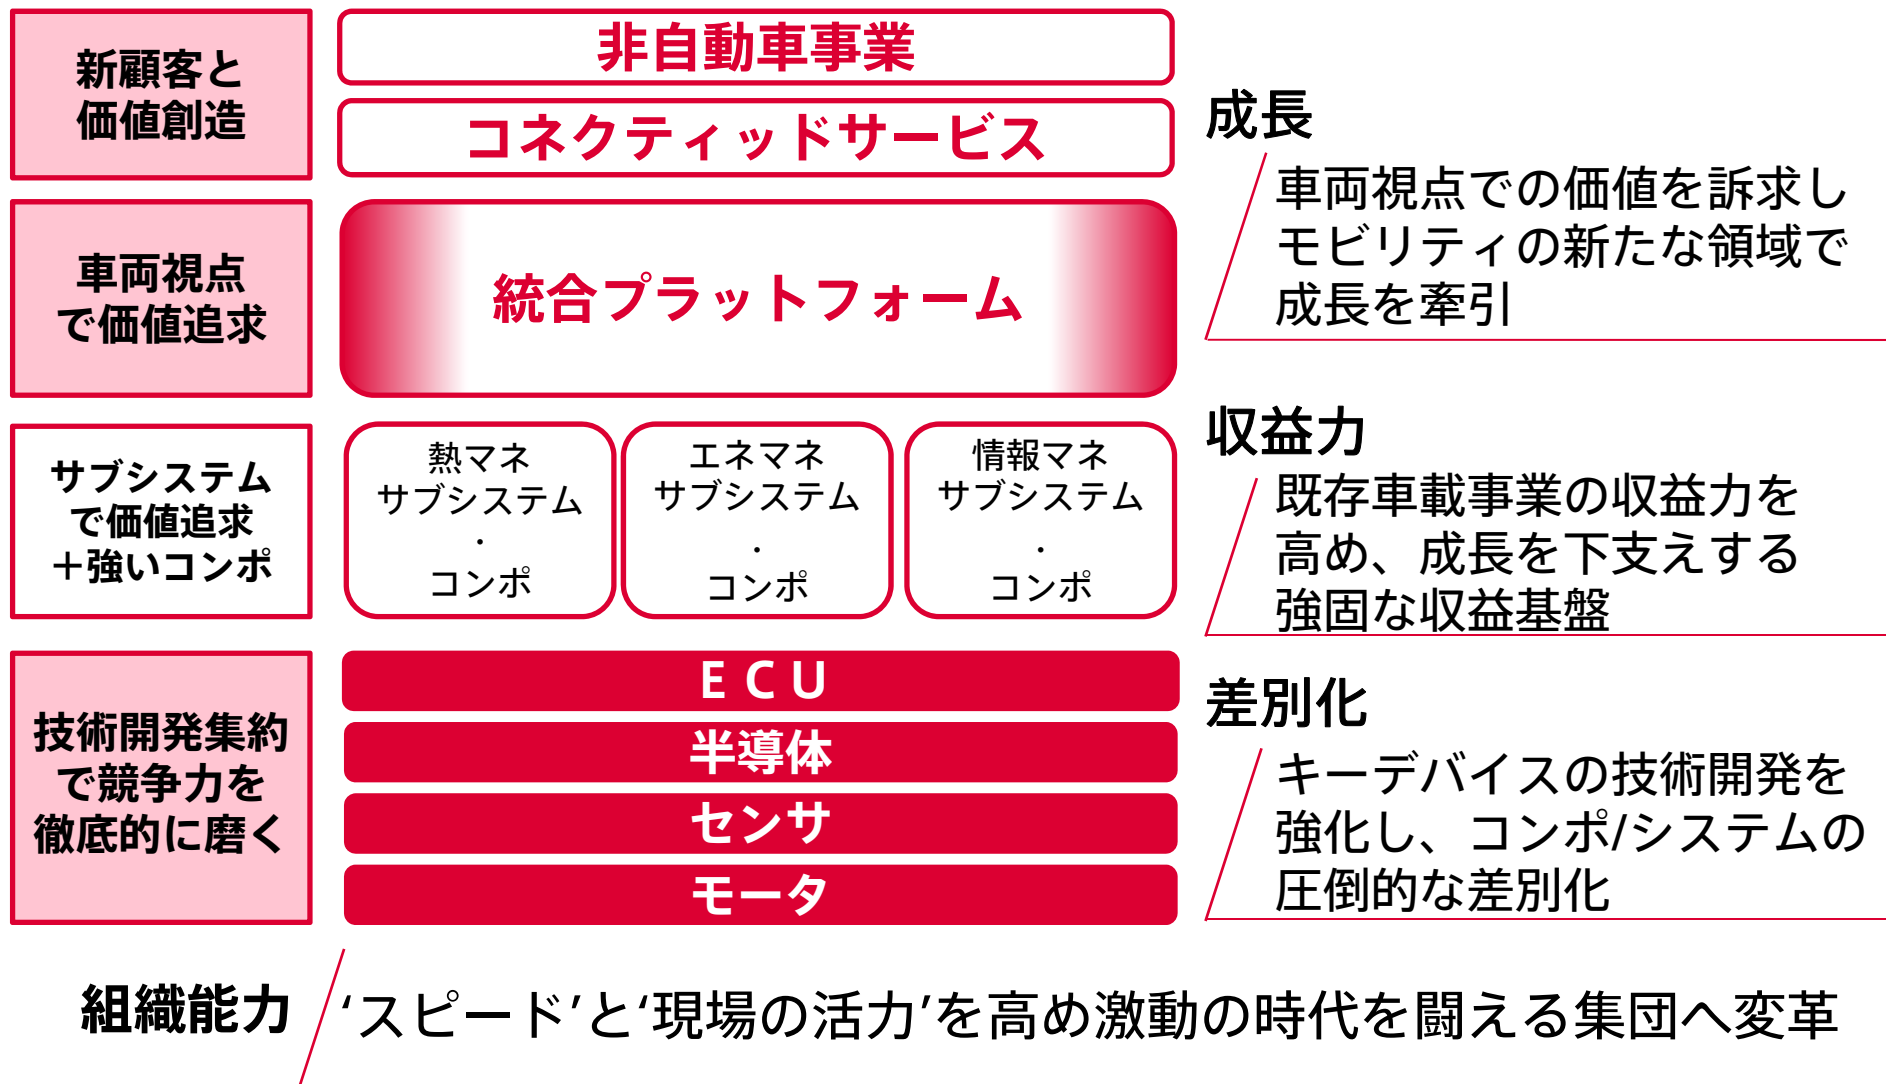 新顧客と
価値創造
非自動車事業
コネクティッドサービス
車両視点
で価値追求
統合プラットフォーム
成長
車両視点での価値を訴求し
モビリティの新たな領域で
成長を牽引
サブシステム
で価値追求
＋強いコンポ
熱マネ
サブシステム
・
コンポ
エネマネ
サブシステム
・
コンポ
情報マネ
サブシステム
・
コンポ
収益力
既存車載事業の収益力を
高め、成長を下支えする
強固な収益基盤
技術開発集約
で競争力を
徹底的に磨く
ＥＣＵ
半導体
センサ
モータ
差別化
キーデバイスの技術開発を
強化し、コンポ/システムの
圧倒的な差別化
組織能力
‘スピード’と‘現場の活力’を高め激動の時代を闘える集団へ変革